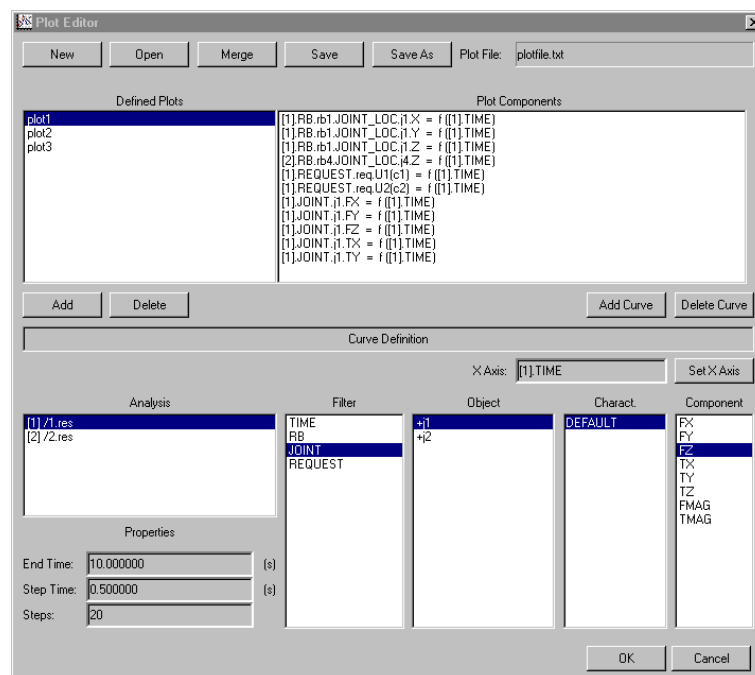 Plot Editor
New Open Merge Save Save As Plot File: plotfile.txt
Defined Plots Plot Components
plot1
plot2
plot3
[1].RB.rb1.JOINT_LOC.j1.X = f ([1].TIME)
[1].RB.rb1.JOINT_LOC.j1.Y = f ([1].TIME)
[1].RB.rb1.JOINT_LOC.j1.Z = f ([1].TIME)
[2].RB.rb4.JOINT_LOC.j4.Z = f ([1].TIME)
[1].REQUEST.req.U1(c1) = f ([1].TIME)
[1].REQUEST.req.U2(c2) = f ([1].TIME)
[1].JOINT.j1.FX = f ([1].TIME)
[1].JOINT.j1.FY = f ([1].TIME)
[1].JOINT.j1.FZ = f ([1].TIME)
[1].JOINT.j1.TX = f ([1].TIME)
[1].JOINT.j1.TY = f ([1].TIME)
Add Delete Add Curve Delete Curve
Curve Definition
X Axis: [1].TIME Set X Axis
Analysis Filter Object Charact. Component
[1] /1.res
[2] /2.res
TIME
RB
JOINT
REQUEST
+j1
+j2
DEFAULT
FX
FY
FZ
TX
TY
TZ
FMAG
TMAG
Properties
End Time: 10.000000 (s)
Step Time: 0.500000 (s)
Steps: 20
OK Cancel